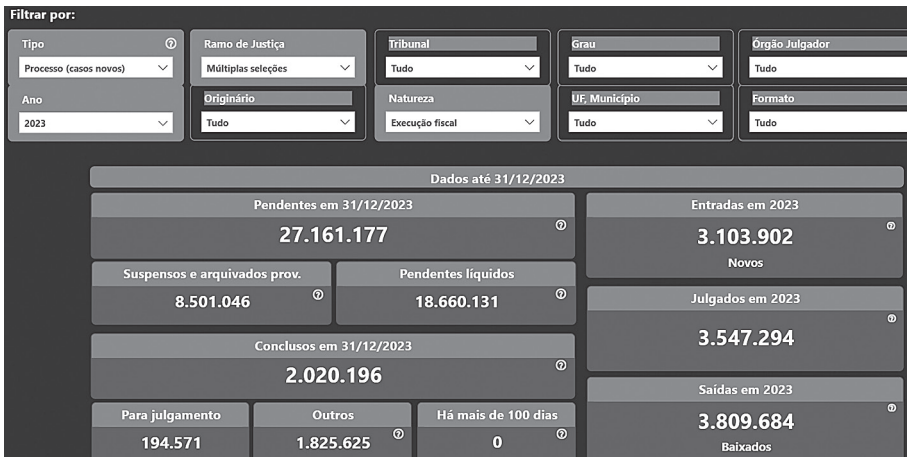 Filtrar por:
Tipo
Processo (casos novos)
Ramo de Justiça
Múltiplas seleções
Tribunal
Tudo
Grau
Tudo
Órgão Julgador
Tudo
Ano
2023
Originário
Tudo
Natureza
Execução fiscal
UF, Município
Tudo
Formato
Tudo
Dados até 31/12/2023
Pendentes em 31/12/2023
27.161.177
Suspensos e arquivados prov.
8.501.046
Pendentes líquidos
18.660.131
Conclusos em 31/12/2023
2.020.196
Para julgamento
194.571
Outros
1.825.625
Há mais de 100 dias
0
Entradas em 2023
3.103.902
Novos
Julgados em 2023
3.547.294
Saídas em 2023
3.809.684
Baixados